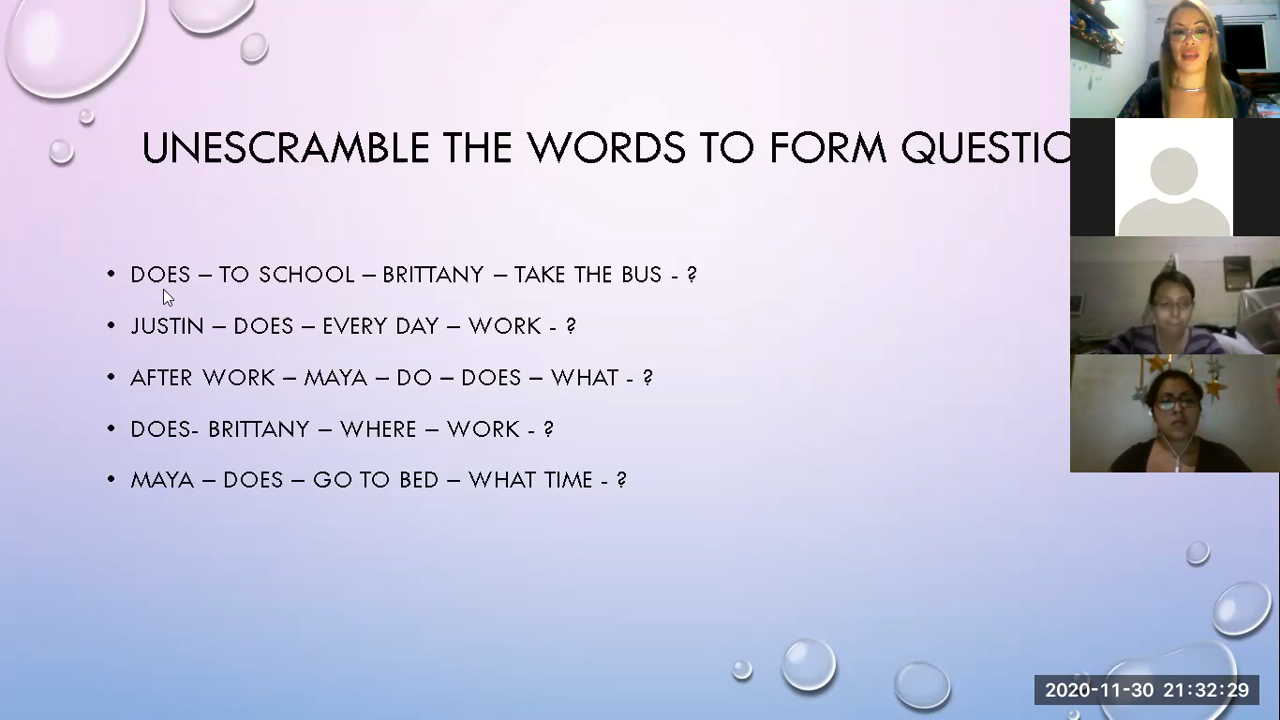 UNESCRAMBLE THE WORDS TO FORM
• DOES – TO SCHOOL – BRITTANY – TAKE THE BUS - ?
• JUSTIN – DOES – EVERY DAY – WORK - ?
• AFTER WORK – MAYA – DO – DOES – WHAT - ?
• DOES- BRITTANY – WHERE – WORK - ?
• MAYA – DOES – GO TO BED – WHAT TIME - ?
2020-11-30 21:32:29